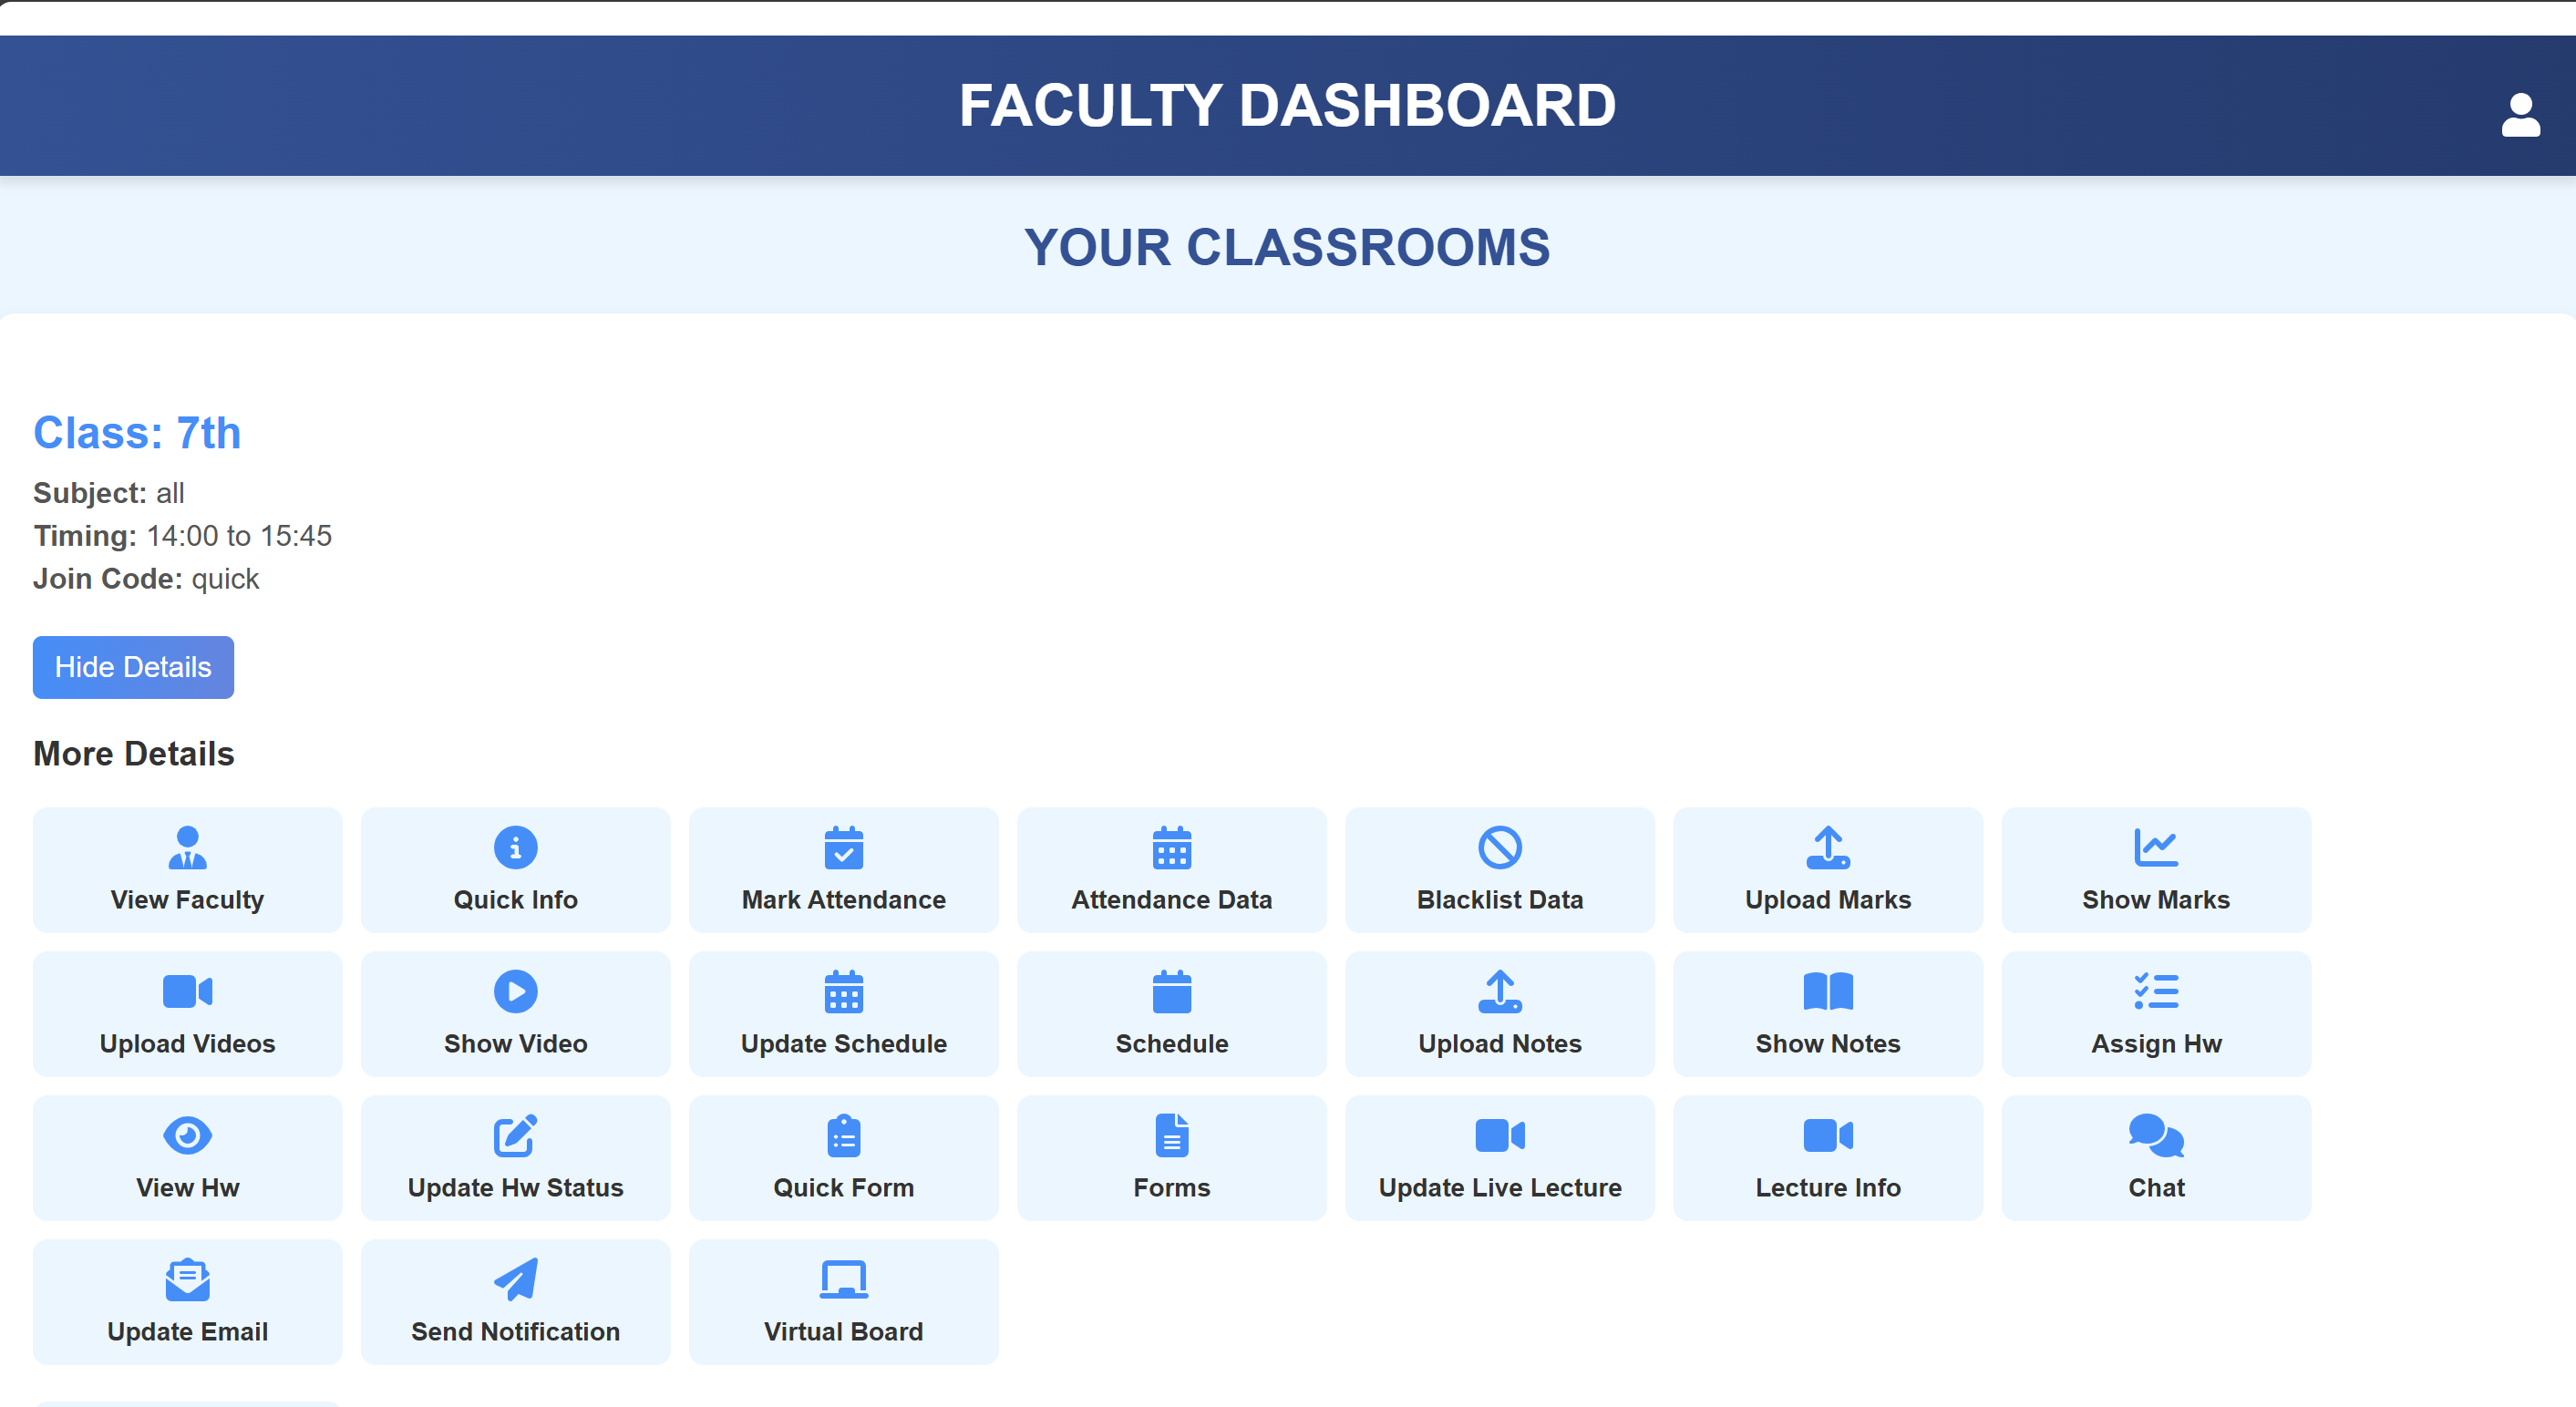 FACULTY DASHBOARD
YOUR CLASSROOMS
Class: 7th
Subject: all
Timing: 14:00 to 15:45
Join Code: quick
Hide Details
More Details
View Faculty
Quick Info
Mark Attendance
Attendance Data
Blacklist Data
Upload Marks
Show Marks
Upload Videos
Show Video
Update Schedule
Schedule
Upload Notes
Show Notes
Assign Hw
View Hw
Update Hw Status
Quick Form
Forms
Update Live Lecture
Lecture Info
Chat
Update Email
Send Notification
Virtual Board